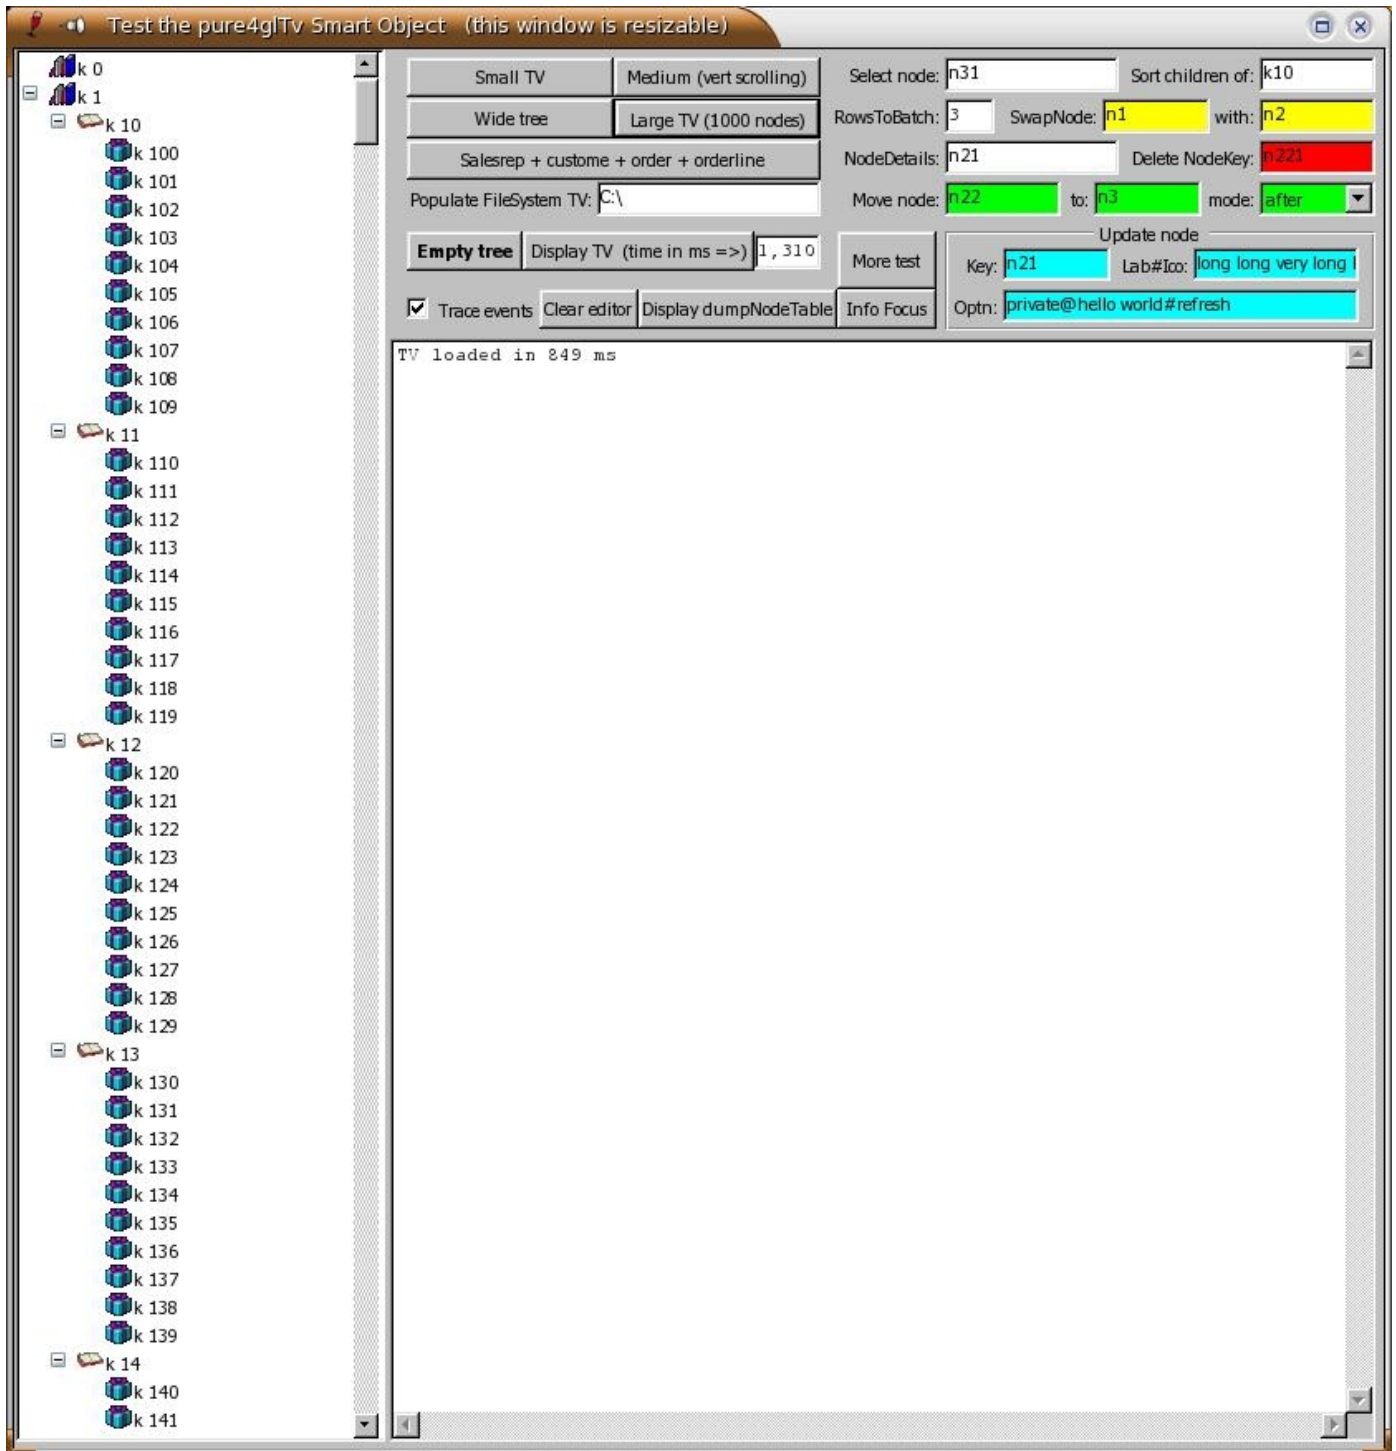 Test the pure4glTv Smart Object (this window is resizable)
k 0
k 1
k 10
k 100
k 101
k 102
k 103
k 104
k 105
k 106
k 107
k 108
k 109
k 11
k 110
k 111
k 112
k 113
k 114
k 115
k 116
k 117
k 118
k 119
k 12
k 120
k 121
k 122
k 123
k 124
k 125
k 126
k 127
k 128
k 129
k 13
k 130
k 131
k 132
k 133
k 134
k 135
k 136
k 137
k 138
k 139
k 14
k 140
k 141
Small TV Medium (vert scrolling) Select node: n31 Sort children of: k10
Wide tree Large TV (1000 nodes) RowsToBatch: 3 SwapNode: n1 with: n2
Salesrep + custome + order + orderline NodeDetails: n21 Delete NodeKey: n221
Populate FileSystem TV: C:\ Move node: n22 to: n3 mode: after
Update node
Empty tree Display TV (time in ms =>) 1,310 More test Key: n21 Lab#Ico: long long very long l
Trace events Clear editor Display dumpNodeTable Info Focus Optn: private@hello world#refresh
TV loaded in 849 ms